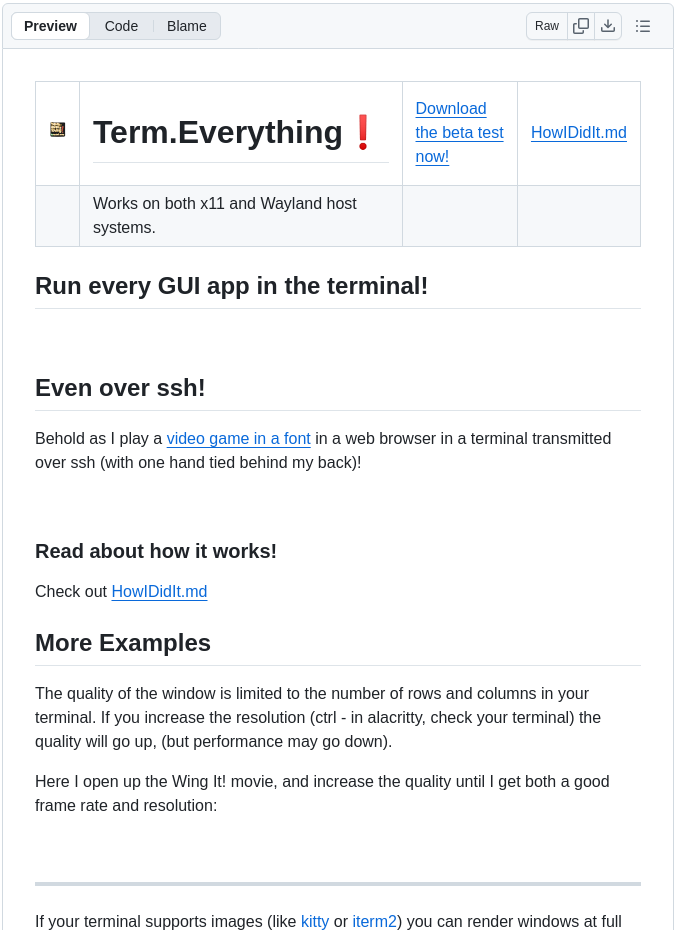 Preview Code Blame Raw
Term.Everything❗
Download
the beta test
now!
HowIDidIt.md
Works on both x11 and Wayland host
systems.
Run every GUI app in the terminal!
Even over ssh!
Behold as I play a video game in a font in a web browser in a terminal transmitted
over ssh (with one hand tied behind my back)!
Read about how it works!
Check out HowIDidIt.md
More Examples
The quality of the window is limited to the number of rows and columns in your
terminal. If you increase the resolution (ctrl - in alacritty, check your terminal) the
quality will go up, (but performance may go down).
Here I open up the Wing It! movie, and increase the quality until I get both a good
frame rate and resolution:
If your terminal supports images (like kitty or iterm2) you can render windows at full